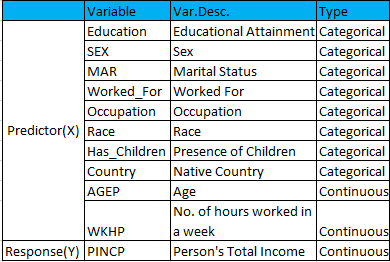 Variable Var.Desc. Type
Education Educational Attainment Categorical
SEX Sex Categorical
MAR Marital Status Categorical
Worked_For Worked For Categorical
Occupation Occupation Categorical
Predictor(X) Race Race Categorical
Has_Children Presence of Children Categorical
Country Native Country Categorical
AGEP Age Continuous
No. of hours worked in
WKHP a week Continuous
Response(Y) PINCP Person's Total Income Continuous